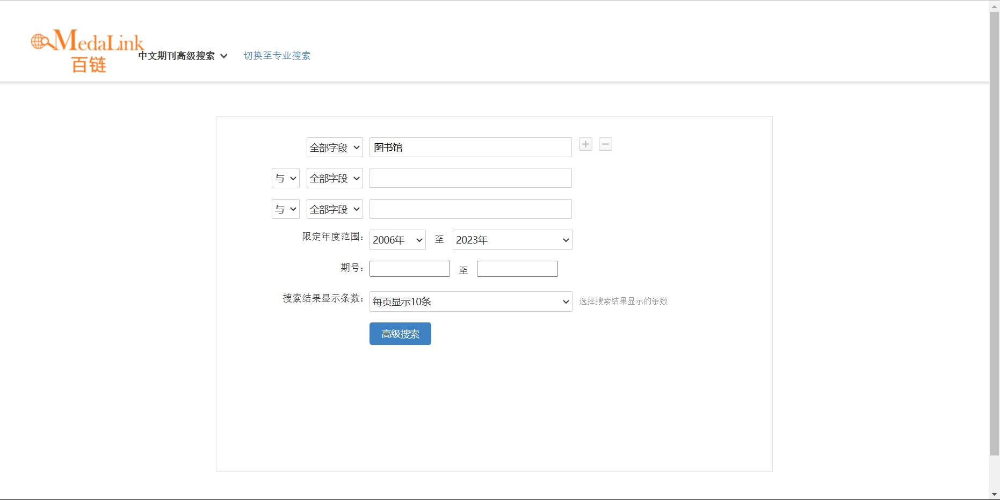 MedaLink
百链
中文期刊高级搜索 切换至专业搜索
全部字段 图书馆
与 全部字段
与 全部字段
限定年度范围： 2006年 至 2023年
期号： 至
搜索结果显示条数： 每页显示10条 选择搜索结果显示的条数
高级搜索